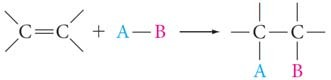 C=C + A—B ⟶ —C—C—
A B